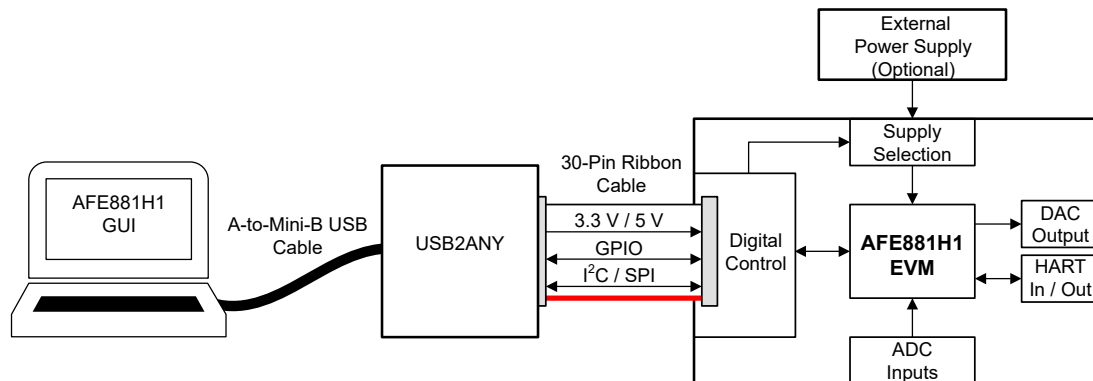 External
Power Supply
(Optional)
Supply
Selection
30-Pin Ribbon
Cable
AFE881H1
GUI
A-to-Mini-B USB
Cable
USB2ANY
3.3 V / 5 V
GPIO
I²C / SPI
Digital
Control
AFE881H1
EVM
DAC
Output
HART
In / Out
ADC
Inputs